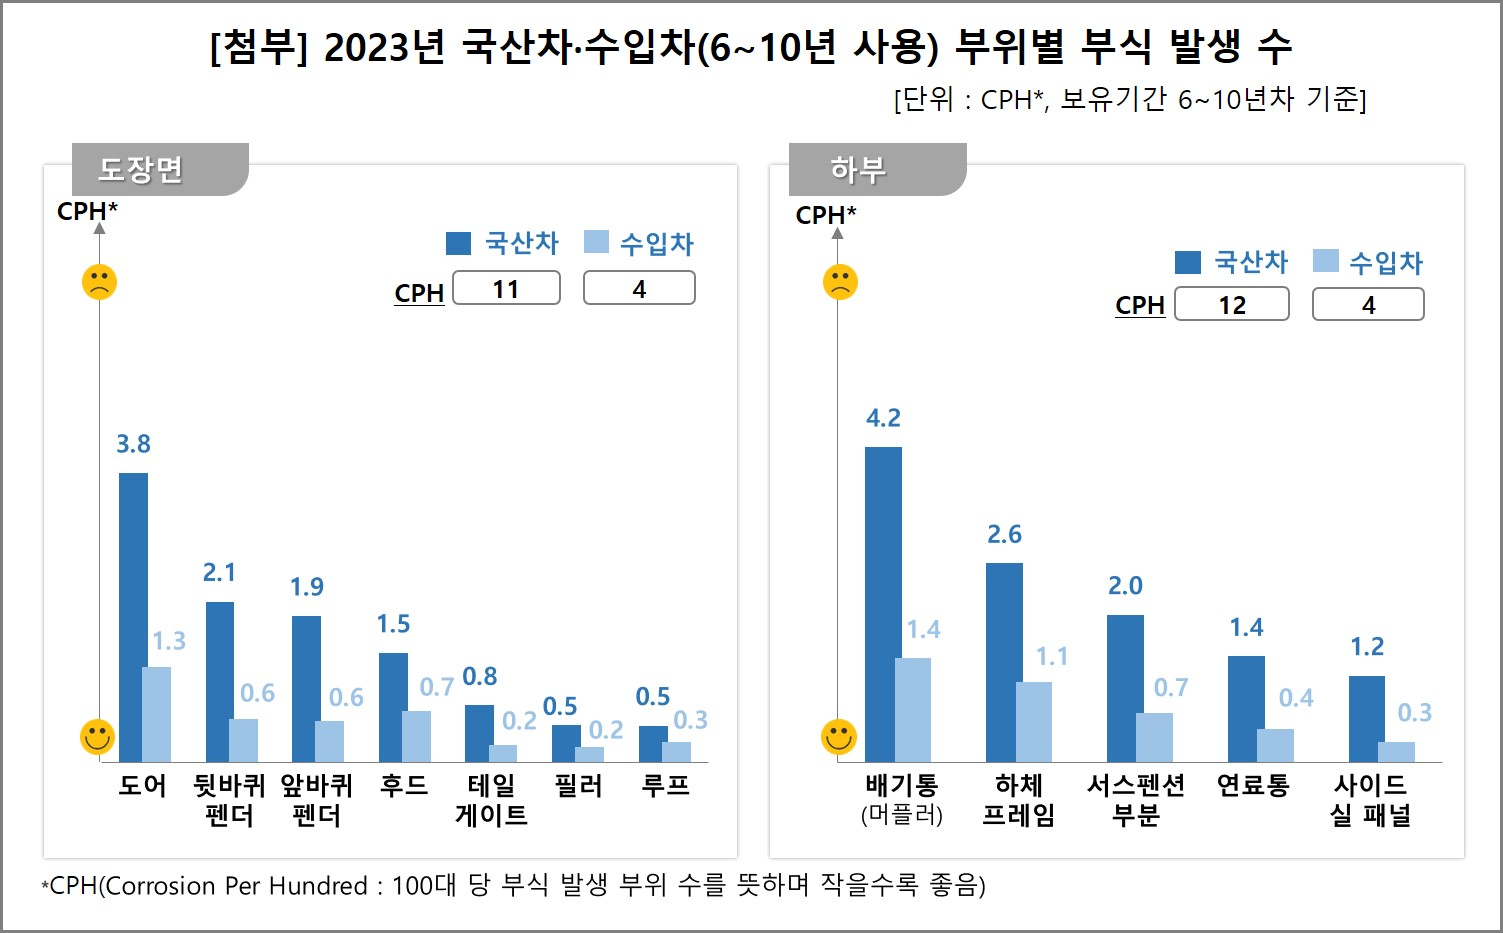 [첨부] 2023년 국산차·수입차(6~10년 사용) 부위별 부식 발생 수
[단위 : CPH*, 보유기간 6~10년차 기준]
도장면
CPH*
국산차 수입차
CPH 11 4
3.8
1.3
2.1
0.6
1.9
0.6
1.5
0.7
0.8
0.2
0.5
0.2
0.5
0.3
도어 뒷바퀴 앞바퀴 후드 테일 필러 루프
펜더 펜더 게이트
하부
CPH*
국산차 수입차
CPH 12 4
4.2
1.4
2.6
1.1
2.0
0.7
1.4
0.4
1.2
0.3
배기통 하체 서스펜션 연료통 사이드
(머플러) 프레임 부분 실 패널
*CPH(Corrosion Per Hundred : 100대 당 부식 발생 부위 수를 뜻하며 작을수록 좋음)